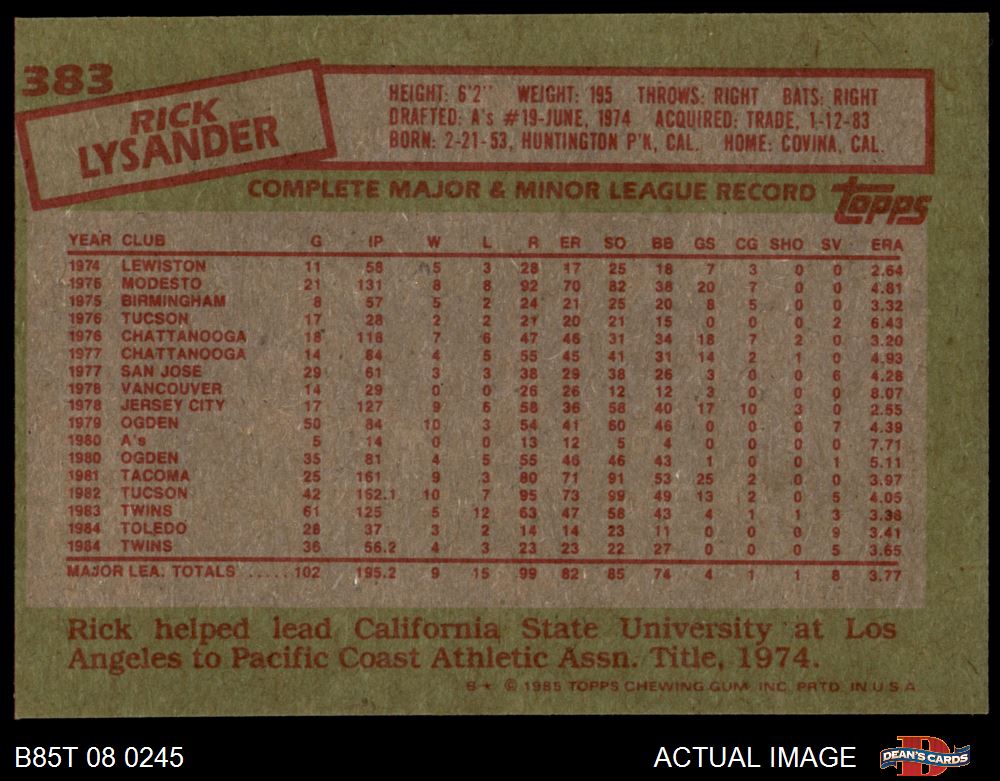 383
RICK
LYSANDER
HEIGHT: 6'2" WEIGHT: 195 THROWS: RIGHT BATS: RIGHT
DRAFTED: A's #19-JUNE, 1974 ACQUIRED: TRADE, 1-12-83
BORN: 2-21-53, HUNTINGTON P'K, CAL. HOME: COVINA, CAL.
COMPLETE MAJOR & MINOR LEAGUE RECORD topps
YEAR CLUB G IP W L R ER SO BB GS CG SHO SV ERA
1974 LEWISTON 11 58 5 3 28 17 25 18 7 3 0 0 2.64
1976 MODESTO 21 131 8 8 92 70 82 38 20 7 0 0 4.81
1975 BIRMINGHAM 8 57 5 2 24 21 25 20 8 5 0 0 3.32
1976 TUCSON 17 28 2 2 21 20 21 15 0 0 0 2 6.43
1976 CHATTANOOGA 18 118 7 6 47 46 31 34 18 7 2 0 3.20
1977 CHATTANOOGA 14 84 4 5 55 45 41 31 14 2 1 0 4.93
1977 SAN JOSE 29 61 3 3 38 29 38 26 3 0 0 6 4.28
1978 VANCOUVER 14 29 0 0 26 26 12 12 3 0 0 0 8.07
1978 JERSEY CITY 17 127 9 6 58 36 58 40 17 10 3 0 2.55
1979 OGDEN 50 84 10 3 54 41 60 46 0 0 0 7 4.39
1980 A's 5 14 0 0 13 12 5 4 0 0 0 0 7.71
1980 OGDEN 35 81 4 5 55 46 46 43 1 0 0 1 5.11
1981 TACOMA 25 161 9 3 80 71 91 53 25 2 0 0 3.97
1982 TUCSON 42 162.1 10 7 95 73 99 49 13 2 0 5 4.05
1983 TWINS 61 125 5 12 63 47 58 43 4 1 1 3 3.38
1984 TOLEDO 28 37 3 2 14 14 23 11 0 0 0 9 3.41
1984 TWINS 36 56.2 4 3 23 23 22 27 0 0 0 5 3.65
MAJOR LEA. TOTALS ..... 102 195.2 9 15 99 82 85 74 4 1 1 8 3.77
Rick helped lead California State University at Los
Angeles to Pacific Coast Athletic Assn. Title, 1974.
B★ © 1985 TOPPS CHEWING GUM, INC. PRTD. IN U.S.A.
B85T 08 0245 ACTUAL IMAGE DEAN'S CARDS